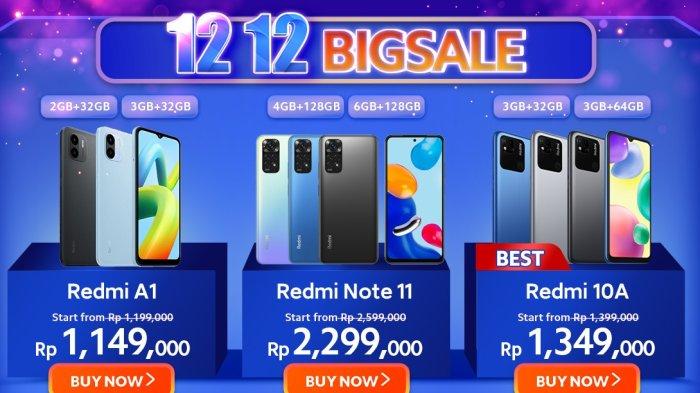 12 12 BIGSALE
2GB+32GB 3GB+32GB
4GB+128GB 6GB+128GB
3GB+32GB 3GB+64GB
Redmi
Redmi
Redmi
Redmi A1
Start from Rp 1,199,000
Rp 1,149,000
BUY NOW >
Redmi Note 11
Start from Rp 2,599,000
Rp 2,299,000
BUY NOW >
BEST
Redmi 10A
Start from Rp 1,399,000
Rp 1,349,000
BUY NOW >